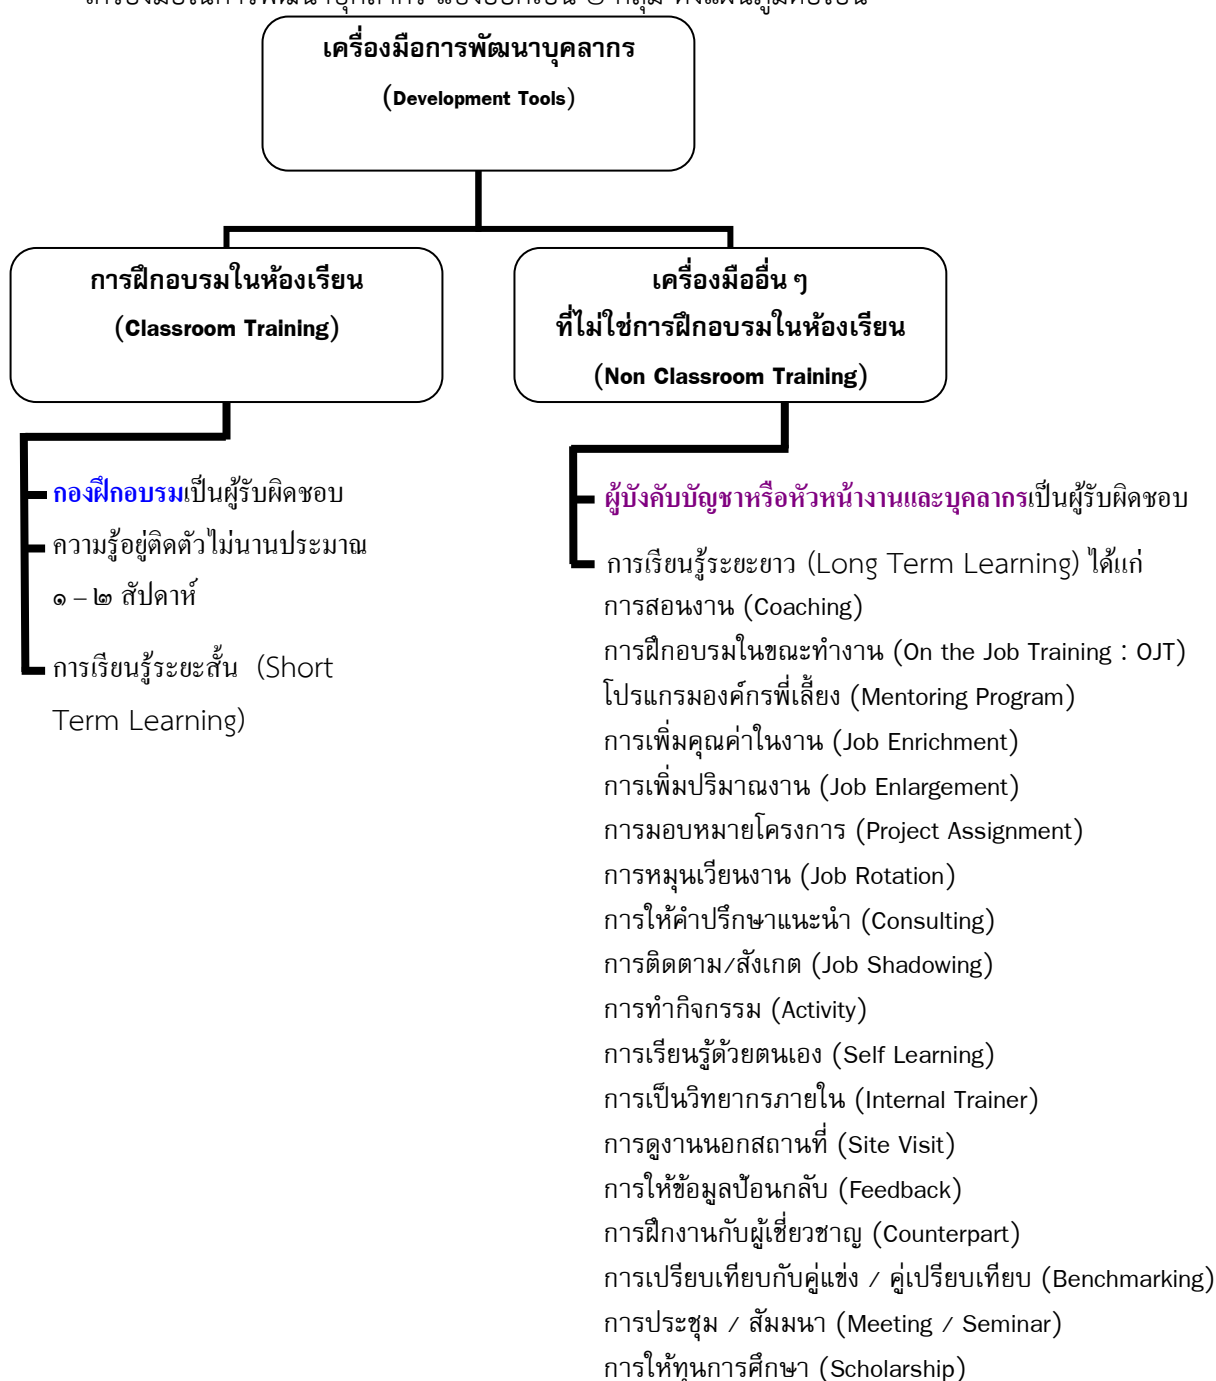 เครื่องมือการพัฒนาบุคลากร
(Development Tools)
การฝึกอบรมในห้องเรียน
(Classroom Training)
เครื่องมืออื่น ๆ
ที่ไม่ใช่การฝึกอบรมในห้องเรียน
(Non Classroom Training)
กองฝึกอบรมเป็นผู้รับผิดชอบ
ความรู้อยู่ติดตัวไม่นานประมาณ
๑ – ๒ สัปดาห์
การเรียนรู้ระยะสั้น (Short
Term Learning)
ผู้บังคับบัญชาหรือหัวหน้างานและบุคลากรเป็นผู้รับผิดชอบ
การเรียนรู้ระยะยาว (Long Term Learning) ได้แก่
การสอนงาน (Coaching)
การฝึกอบรมในขณะทำงาน (On the Job Training : OJT)
โปรแกรมองค์กรพี่เลี้ยง (Mentoring Program)
การเพิ่มคุณค่าในงาน (Job Enrichment)
การเพิ่มปริมาณงาน (Job Enlargement)
การมอบหมายโครงการ (Project Assignment)
การหมุนเวียนงาน (Job Rotation)
การให้คำปรึกษาแนะนำ (Consulting)
การติดตาม/สังเกต (Job Shadowing)
การทำกิจกรรม (Activity)
การเรียนรู้ด้วยตนเอง (Self Learning)
การเป็นวิทยากรภายใน (Internal Trainer)
การดูงานนอกสถานที่ (Site Visit)
การให้ข้อมูลป้อนกลับ (Feedback)
การฝึกงานกับผู้เชี่ยวชาญ (Counterpart)
การเปรียบเทียบกับคู่แข่ง / คู่เปรียบเทียบ (Benchmarking)
การประชุม / สัมมนา (Meeting / Seminar)
การให้ทุนการศึกษา (Scholarship)